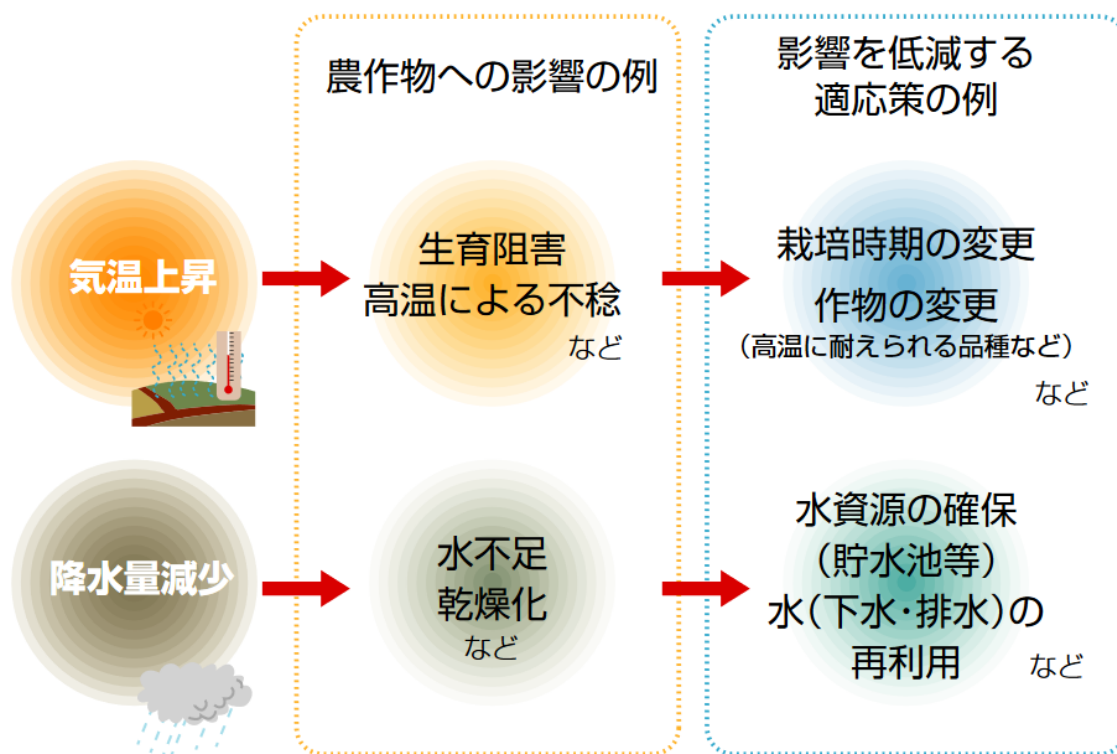 農作物への影響の例
影響を低減する
適応策の例
気温上昇
生育阻害
高温による不稔
など
栽培時期の変更
作物の変更
（高温に耐えられる品種など）
など
降水量減少
水不足
乾燥化
など
水資源の確保
（貯水池等）
水（下水・排水）の
再利用
など